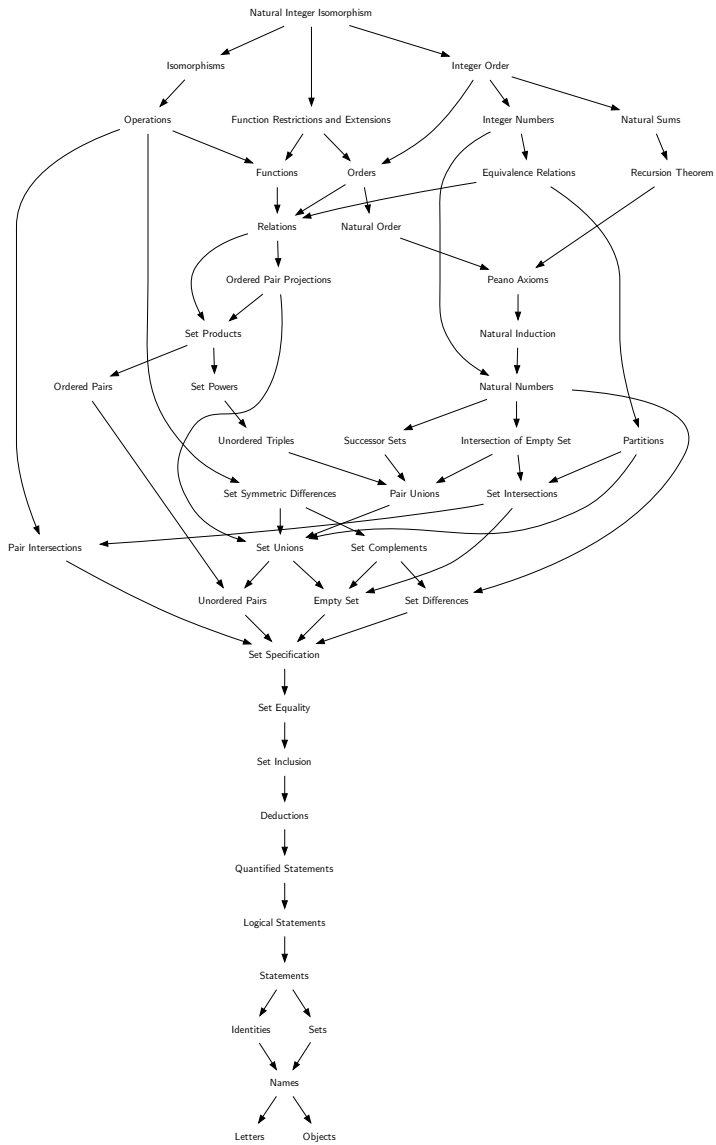 Natural Integer Isomorphism
Isomorphisms
Integer Order
Operations
Function Restrictions and Extensions
Integer Numbers
Natural Sums
Functions
Orders
Equivalence Relations
Recursion Theorem
Relations
Natural Order
Ordered Pair Projections
Peano Axioms
Set Products
Natural Induction
Ordered Pairs
Set Powers
Natural Numbers
Unordered Triples
Successor Sets
Intersection of Empty Set
Partitions
Set Symmetric Differences
Pair Unions
Set Intersections
Pair Intersections
Set Unions
Set Complements
Unordered Pairs
Empty Set
Set Differences
Set Specification
Set Equality
Set Inclusion
Deductions
Quantified Statements
Logical Statements
Statements
Identities
Sets
Names
Letters
Objects